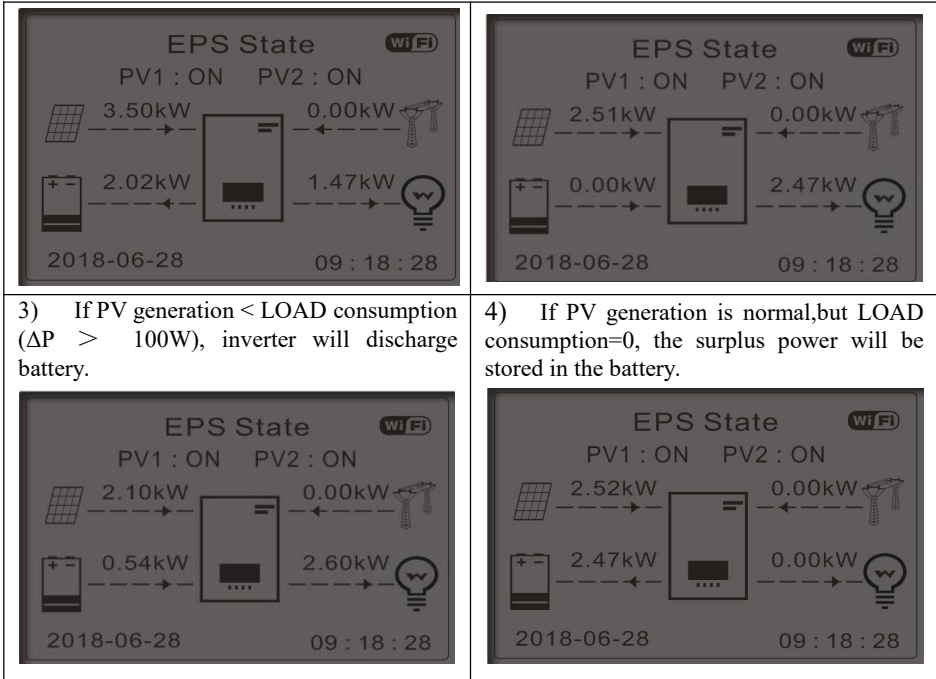 EPS State WiFi
PV1 : ON PV2 : ON
3.50kW 0.00kW
2.02kW 1.47kW
2018-06-28 09 : 18 : 28
EPS State WiFi
PV1 : ON PV2 : ON
2.51kW 0.00kW
0.00kW 2.47kW
2018-06-28 09 : 18 : 28
3) If PV generation < LOAD consumption
(ΔP > 100W), inverter will discharge
battery.
4) If PV generation is normal,but LOAD
consumption=0, the surplus power will be
stored in the battery.
EPS State WiFi
PV1 : ON PV2 : ON
2.10kW 0.00kW
0.54kW 2.60kW
2018-06-28 09 : 18 : 28
EPS State WiFi
PV1 : ON PV2 : ON
2.52kW 0.00kW
2.47kW 0.00kW
2018-06-28 09 : 18 : 28